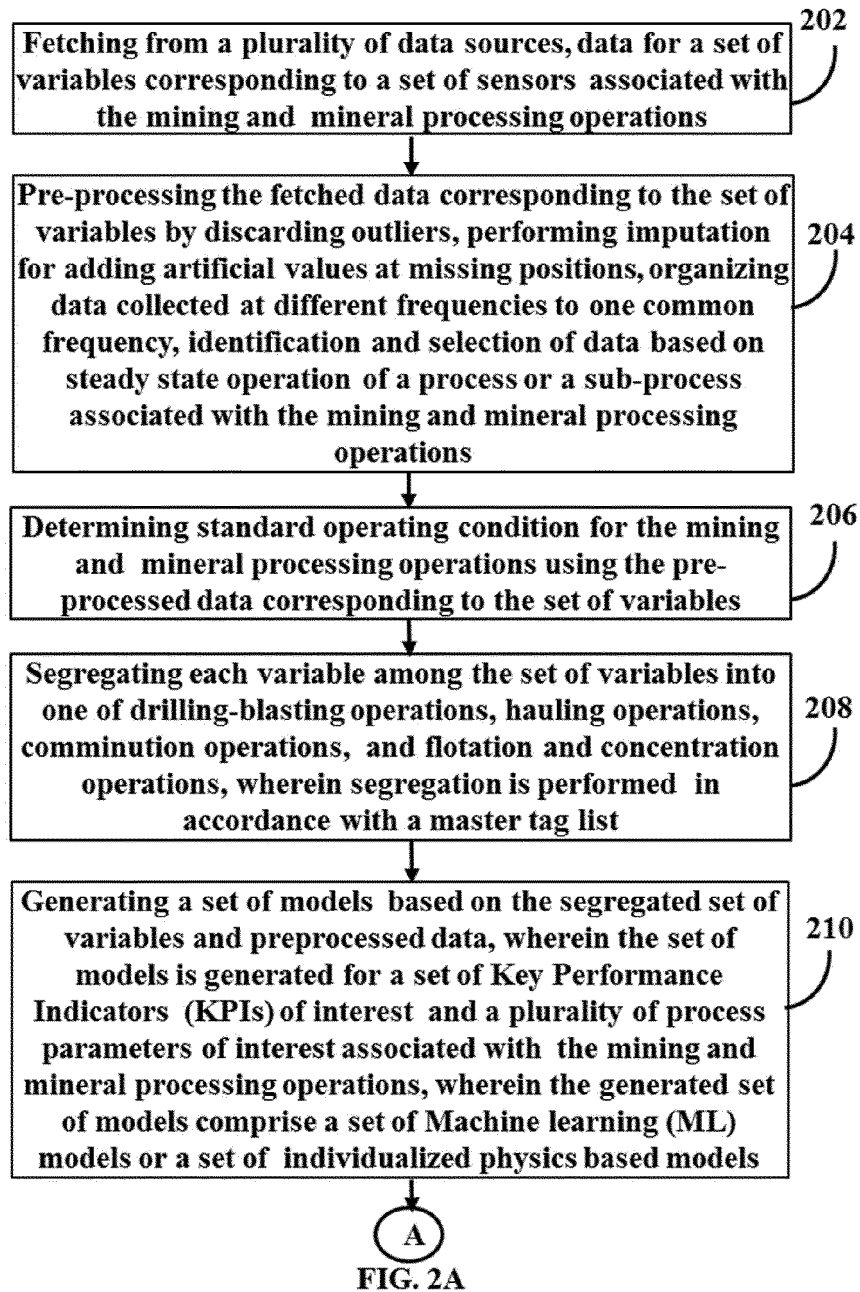 202
Fetching from a plurality of data sources, data for a set of
variables corresponding to a set of sensors associated with
the mining and mineral processing operations
Pre-processing the fetched data corresponding to the set of
variables by discarding outliers, performing imputation
for adding artificial values at missing positions, organizing
data collected at different frequencies to one common
frequency, identification and selection of data based on
steady state operation of a process or a sub-process
associated with the mining and mineral processing
operations
204
Determining standard operating condition for the mining
and mineral processing operations using the pre-
processed data corresponding to the set of variables
206
Segregating each variable among the set of variables into
one of drilling-blasting operations, hauling operations,
comminution operations, and flotation and concentration
operations, wherein segregation is performed in
accordance with a master tag list
208
Generating a set of models based on the segregated set of
variables and preprocessed data, wherein the set of
models is generated for a set of Key Performance
Indicators (KPIs) of interest and a plurality of process
parameters of interest associated with the mining and
mineral processing operations, wherein the generated set
of models comprise a set of Machine learning (ML)
models or a set of individualized physics based models
210
A
FIG. 2A